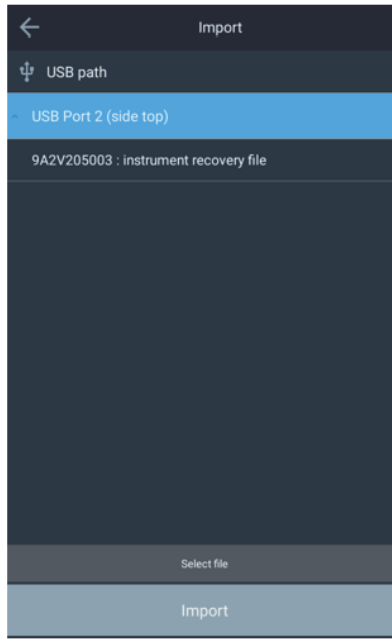 Import
USB path
USB Port 2 (side top)
9A2V205003 : instrument recovery file
Select file
Import